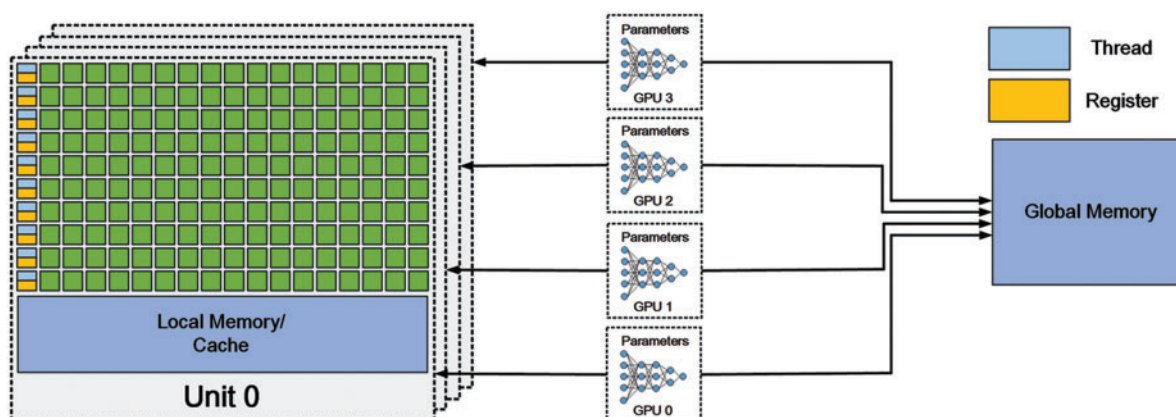 Local Memory/
Cache
Unit 0
Parameters
GPU 3
Parameters
GPU 2
Parameters
GPU 1
Parameters
GPU 0
Thread
Register
Global Memory